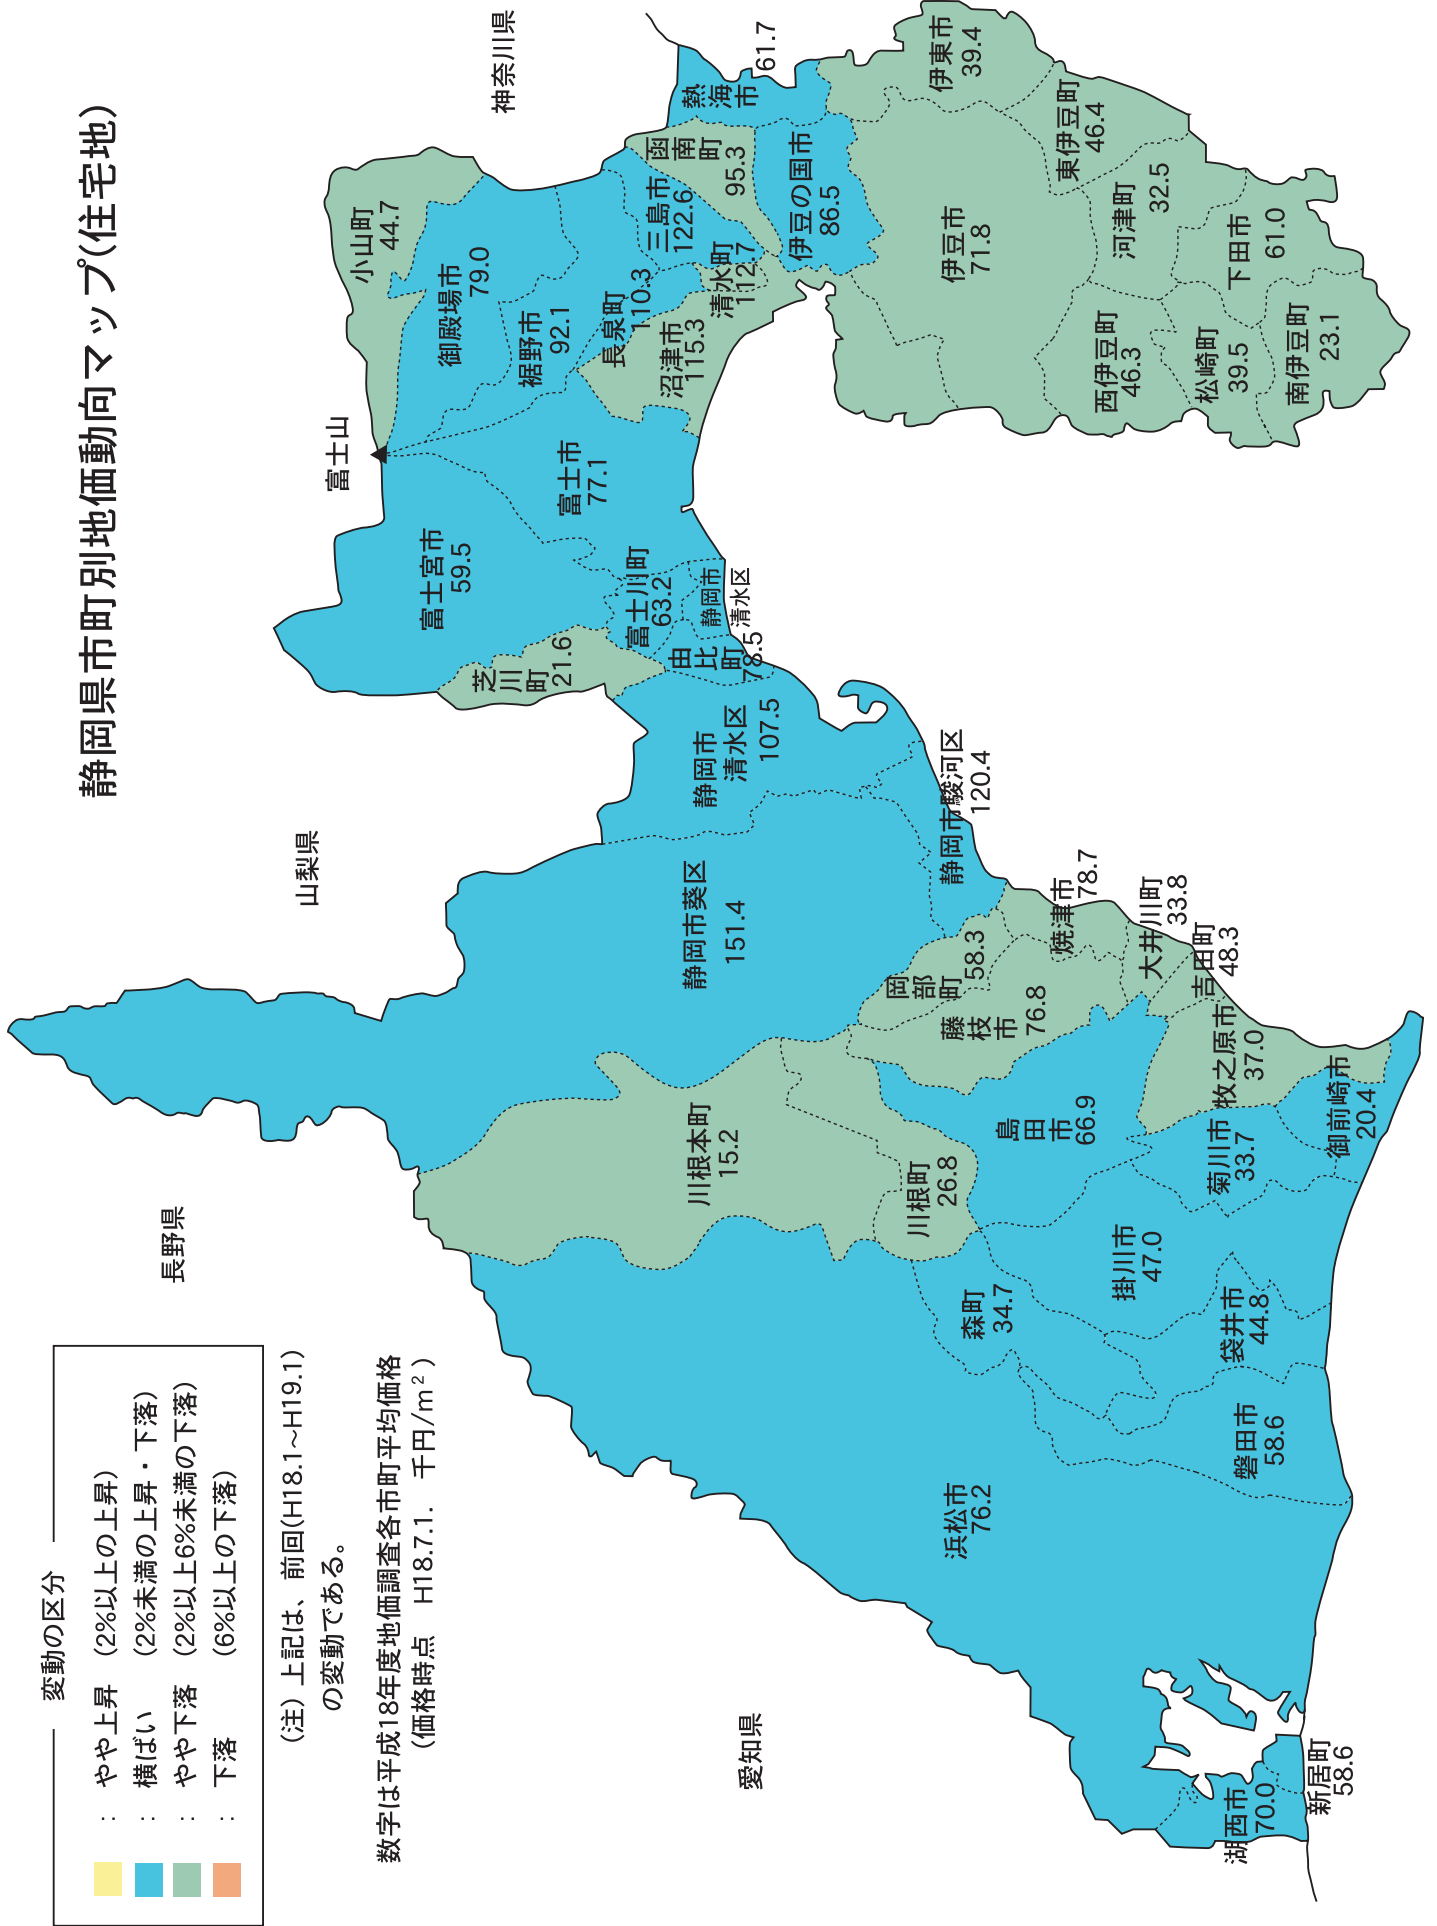 静岡県市町別地価動向マップ(住宅地)
変動の区分
： やや上昇 (2%以上の上昇)
： 横ばい (2%未満の上昇・下落)
： やや下落 (2%以上6%未満の下落)
： 下落 (6%以上の下落)
(注) 上記は、前回(H18.1～H19.1)
の変動である。
数字は平成18年度地価調査各市町平均価格
(価格時点 H18.7.1. 千円/m²)
長野県
山梨県
富士山
神奈川県
愛知県
小山町
44.7
御殿場市
79.0
裾野市
92.1
長泉町
110.3
三島市
122.6
函南町
95.3
熱海市
61.7
清水町
112.7
沼津市
115.3
伊豆の国市
86.5
伊東市
39.4
伊豆市
71.8
東伊豆町
46.4
河津町
32.5
下田市
61.0
西伊豆町
46.3
松崎町
39.5
南伊豆町
23.1
富士市
77.1
富士宮市
59.5
富士川町
63.2
静岡市
清水区
由比町
78.5
芝川町
21.6
静岡市
清水区
107.5
静岡市駿河区
120.4
静岡市葵区
151.4
岡部町
58.3
焼津市
78.7
藤枝市
76.8
大井川町
33.8
吉田町
48.3
牧之原市
37.0
島田市
66.9
川根本町
15.2
川根町
26.8
御前崎市
20.4
菊川市
33.7
掛川市
47.0
森町
34.7
袋井市
44.8
磐田市
58.6
浜松市
76.2
湖西市
70.0
新居町
58.6